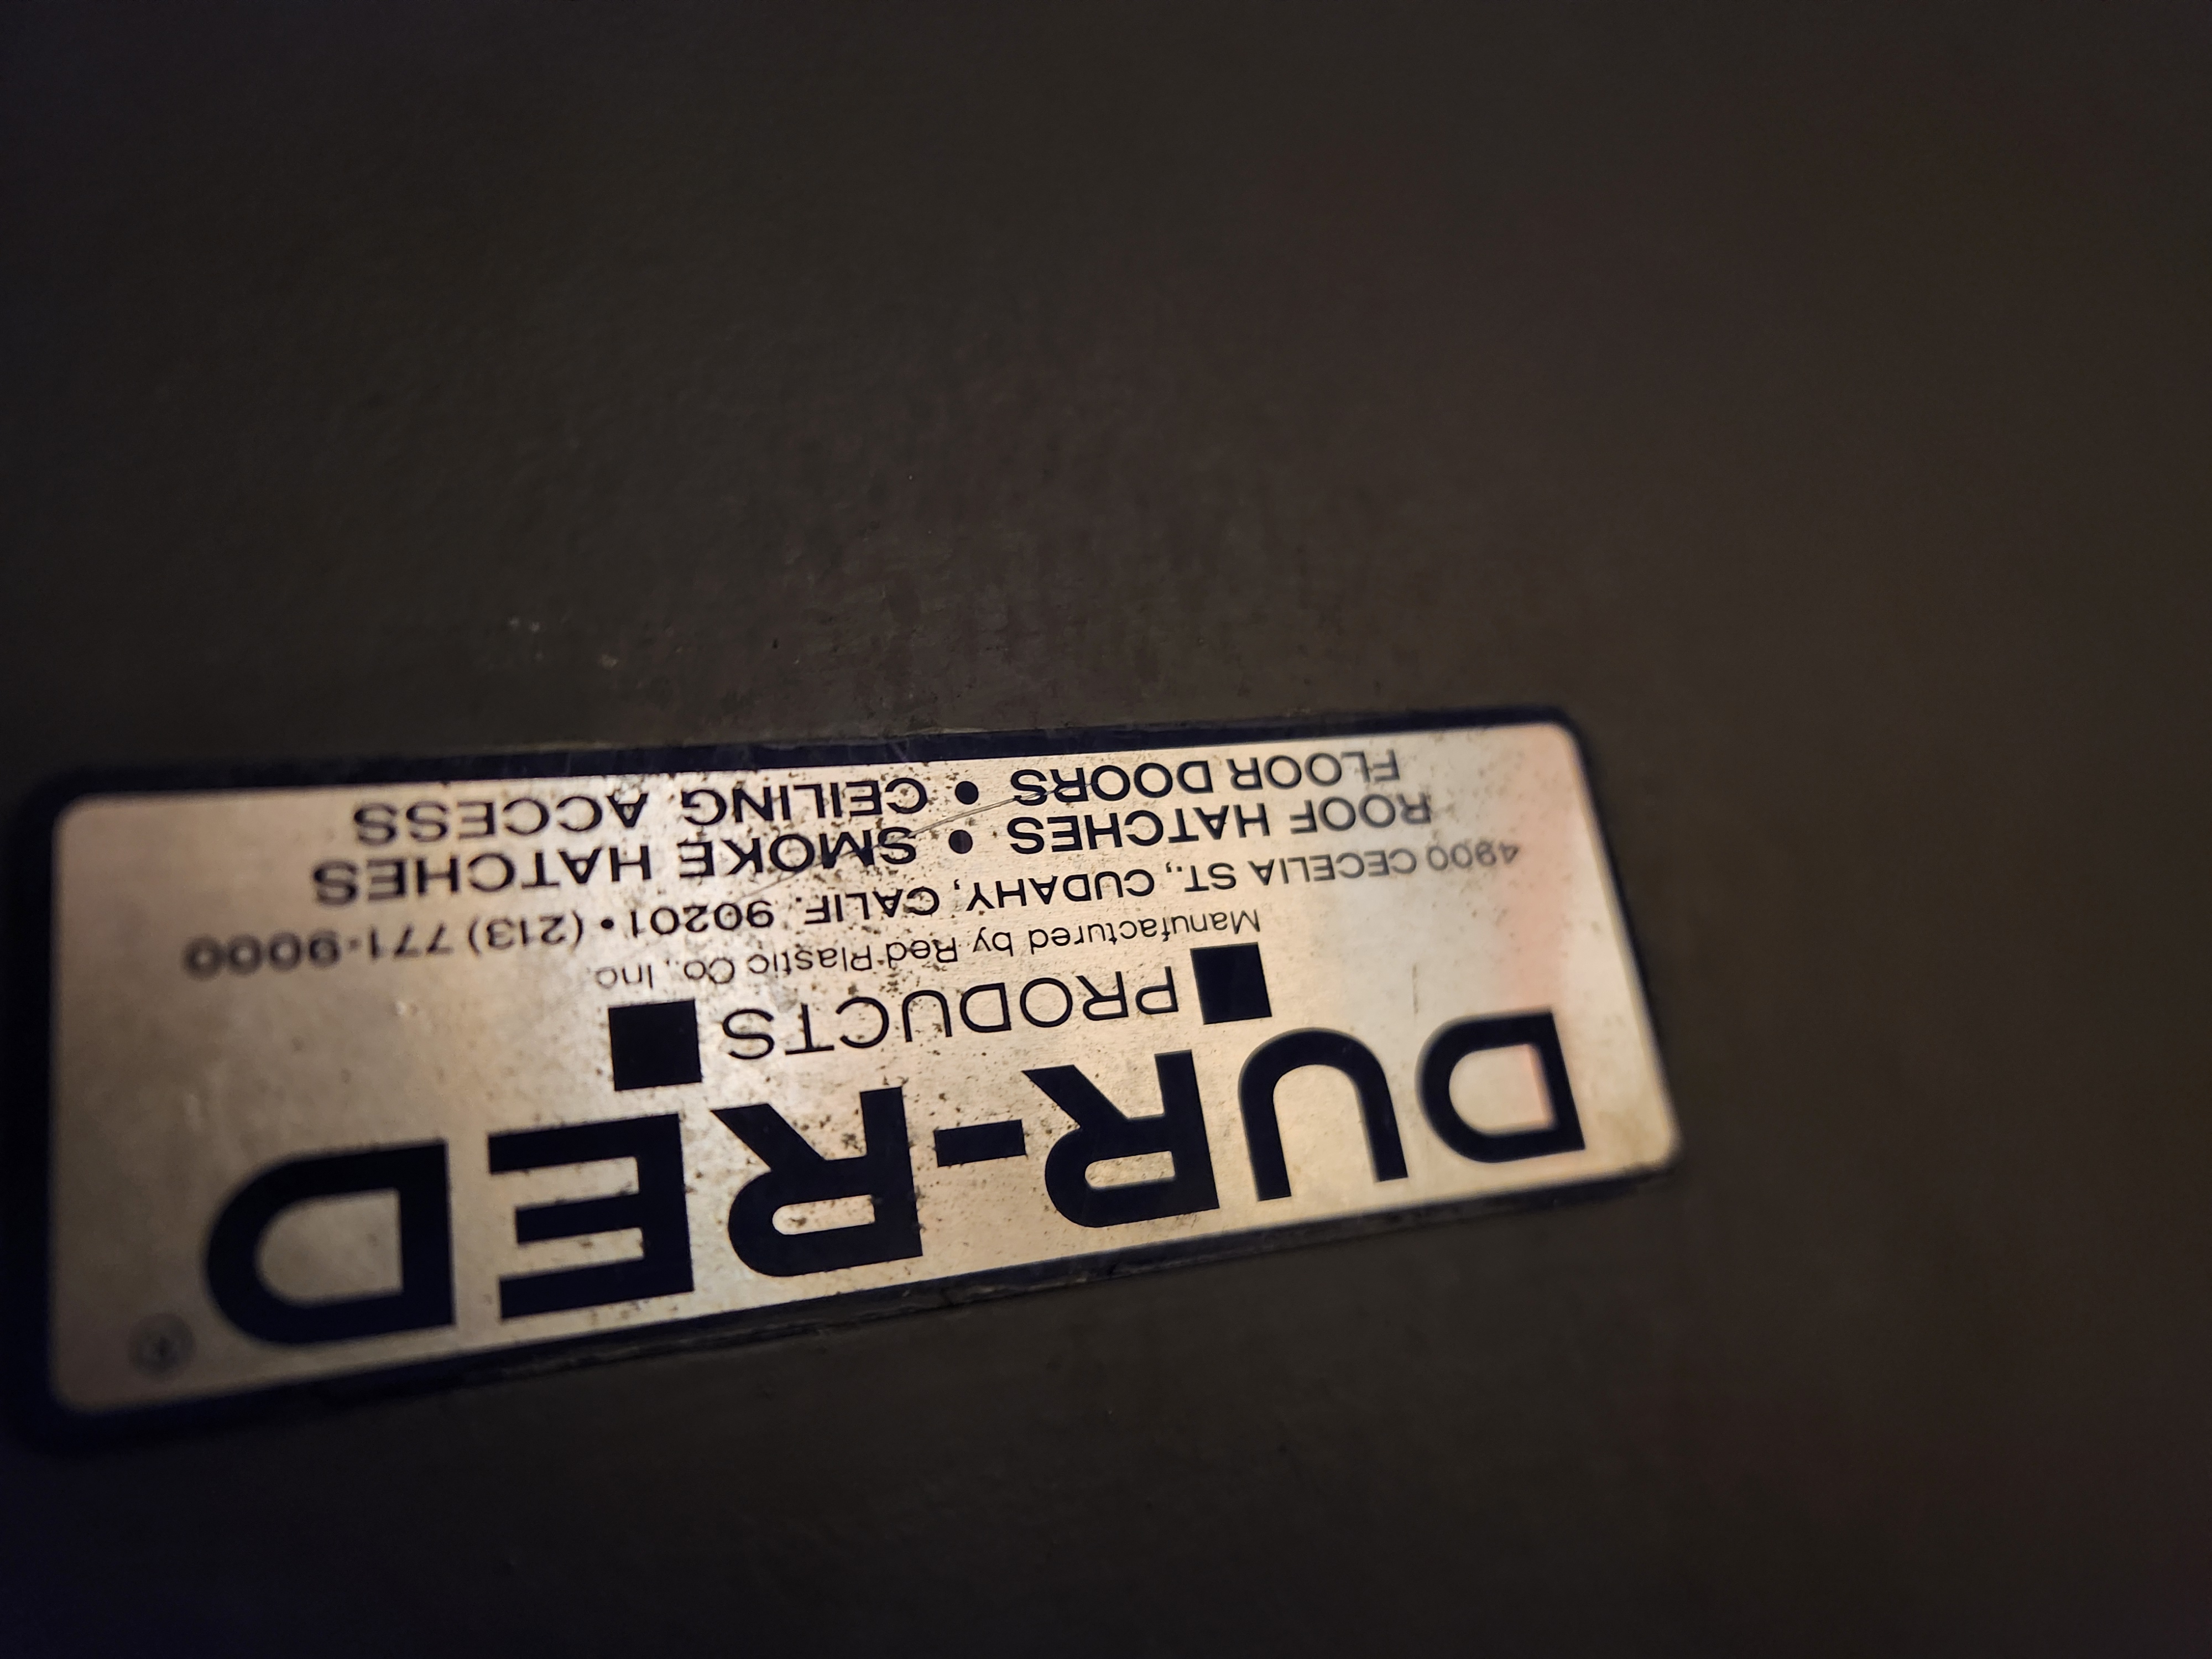 DUR-RED®
■ PRODUCTS ■
Manufactured by Red Plastic Co., Inc.
4900 CECELIA ST., CUDAHY, CALIF. 90201 • (213) 771-9000
ROOF HATCHES • SMOKE HATCHES
FLOOR DOORS • CEILING ACCESS